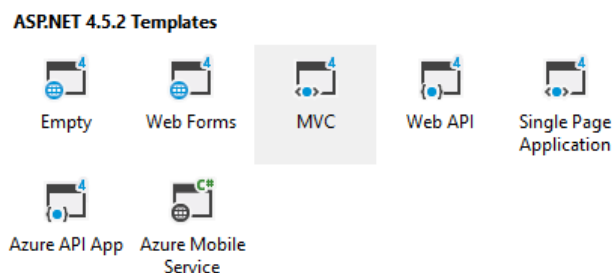 ASP.NET 4.5.2 Templates
4 4 4 4 4
Empty Web Forms MVC Web API Single Page
Application
4 C#
Azure API App Azure Mobile
Service